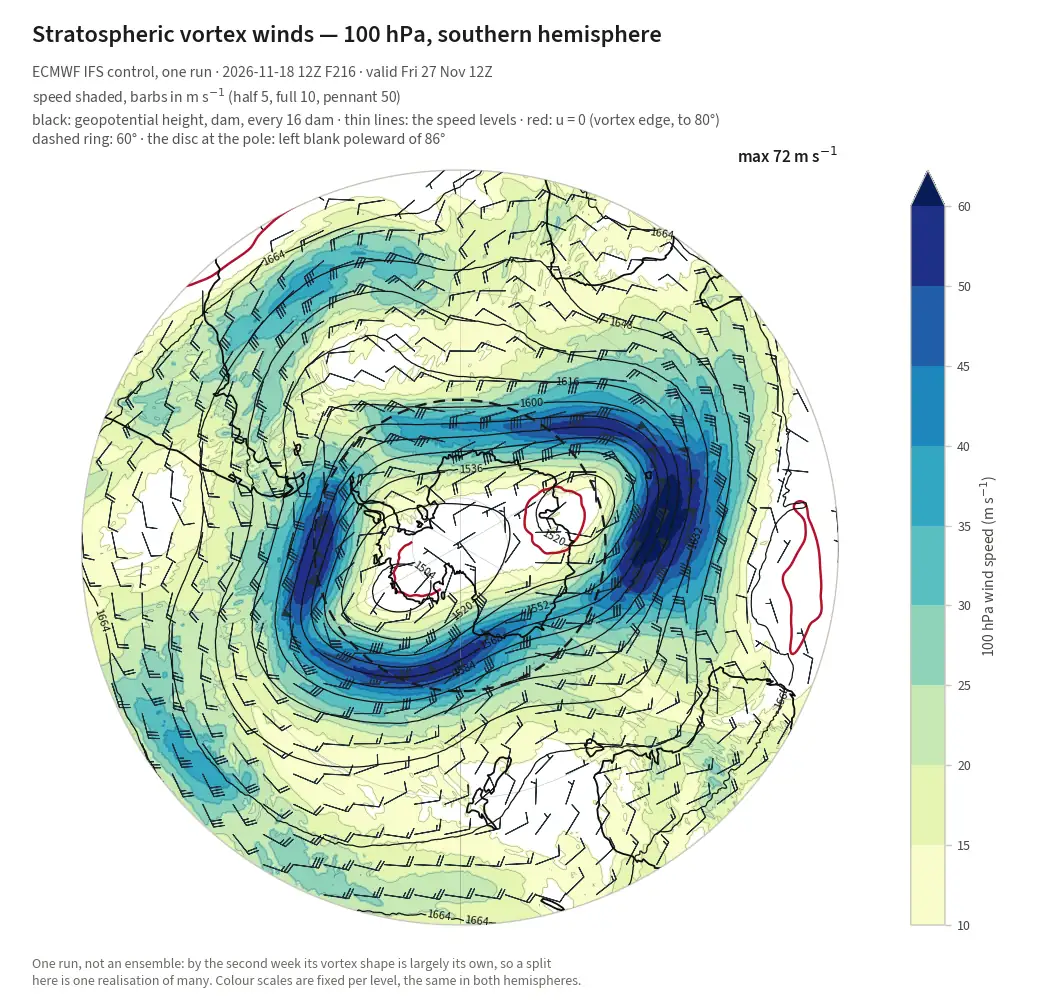 Stratospheric vortex winds — 100 hPa, southern hemisphere
ECMWF IFS control, one run · 2026-11-18 12Z F216 · valid Fri 27 Nov 12Z
speed shaded, barbs in m s⁻¹ (half 5, full 10, pennant 50)
black: geopotential height, dam, every 16 dam · thin lines: the speed levels · red: u = 0 (vortex edge, to 80°)
dashed ring: 60° · the disc at the pole: left blank poleward of 86°
max 72 m s⁻¹
1664
1664
1648
1616
1600
1536
1520
1504
1520
1552
1568
1584
1664
1664
1664
60
50
45
40
35
30
25
20
15
10
100 hPa wind speed (m s⁻¹)
One run, not an ensemble: by the second week its vortex shape is largely its own, so a split
here is one realisation of many. Colour scales are fixed per level, the same in both hemispheres.